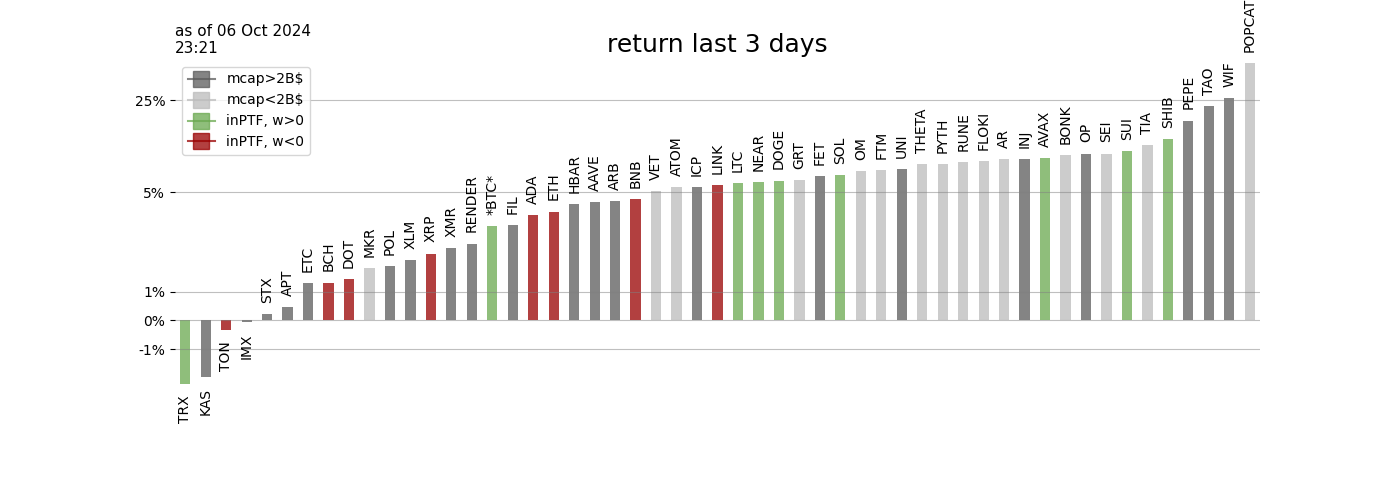 as of 06 Oct 2024
23:21
return last 3 days
mcap>2B$
mcap<2B$
inPTF, w>0
inPTF, w<0
25%
5%
1%
0%
-1%
TRX
KAS
TON
IMX
STX
APT
ETC
BCH
DOT
MKR
POL
XLM
XRP
XMR
RENDER
*BTC*
FIL
ADA
ETH
HBAR
AAVE
ARB
BNB
VET
ATOM
ICP
LINK
LTC
NEAR
DOGE
GRT
FET
SOL
OM
FTM
UNI
THETA
PYTH
RUNE
FLOKI
AR
INJ
AVAX
BONK
OP
SEI
SUI
TIA
SHIB
PEPE
TAO
WIF
POPCAT